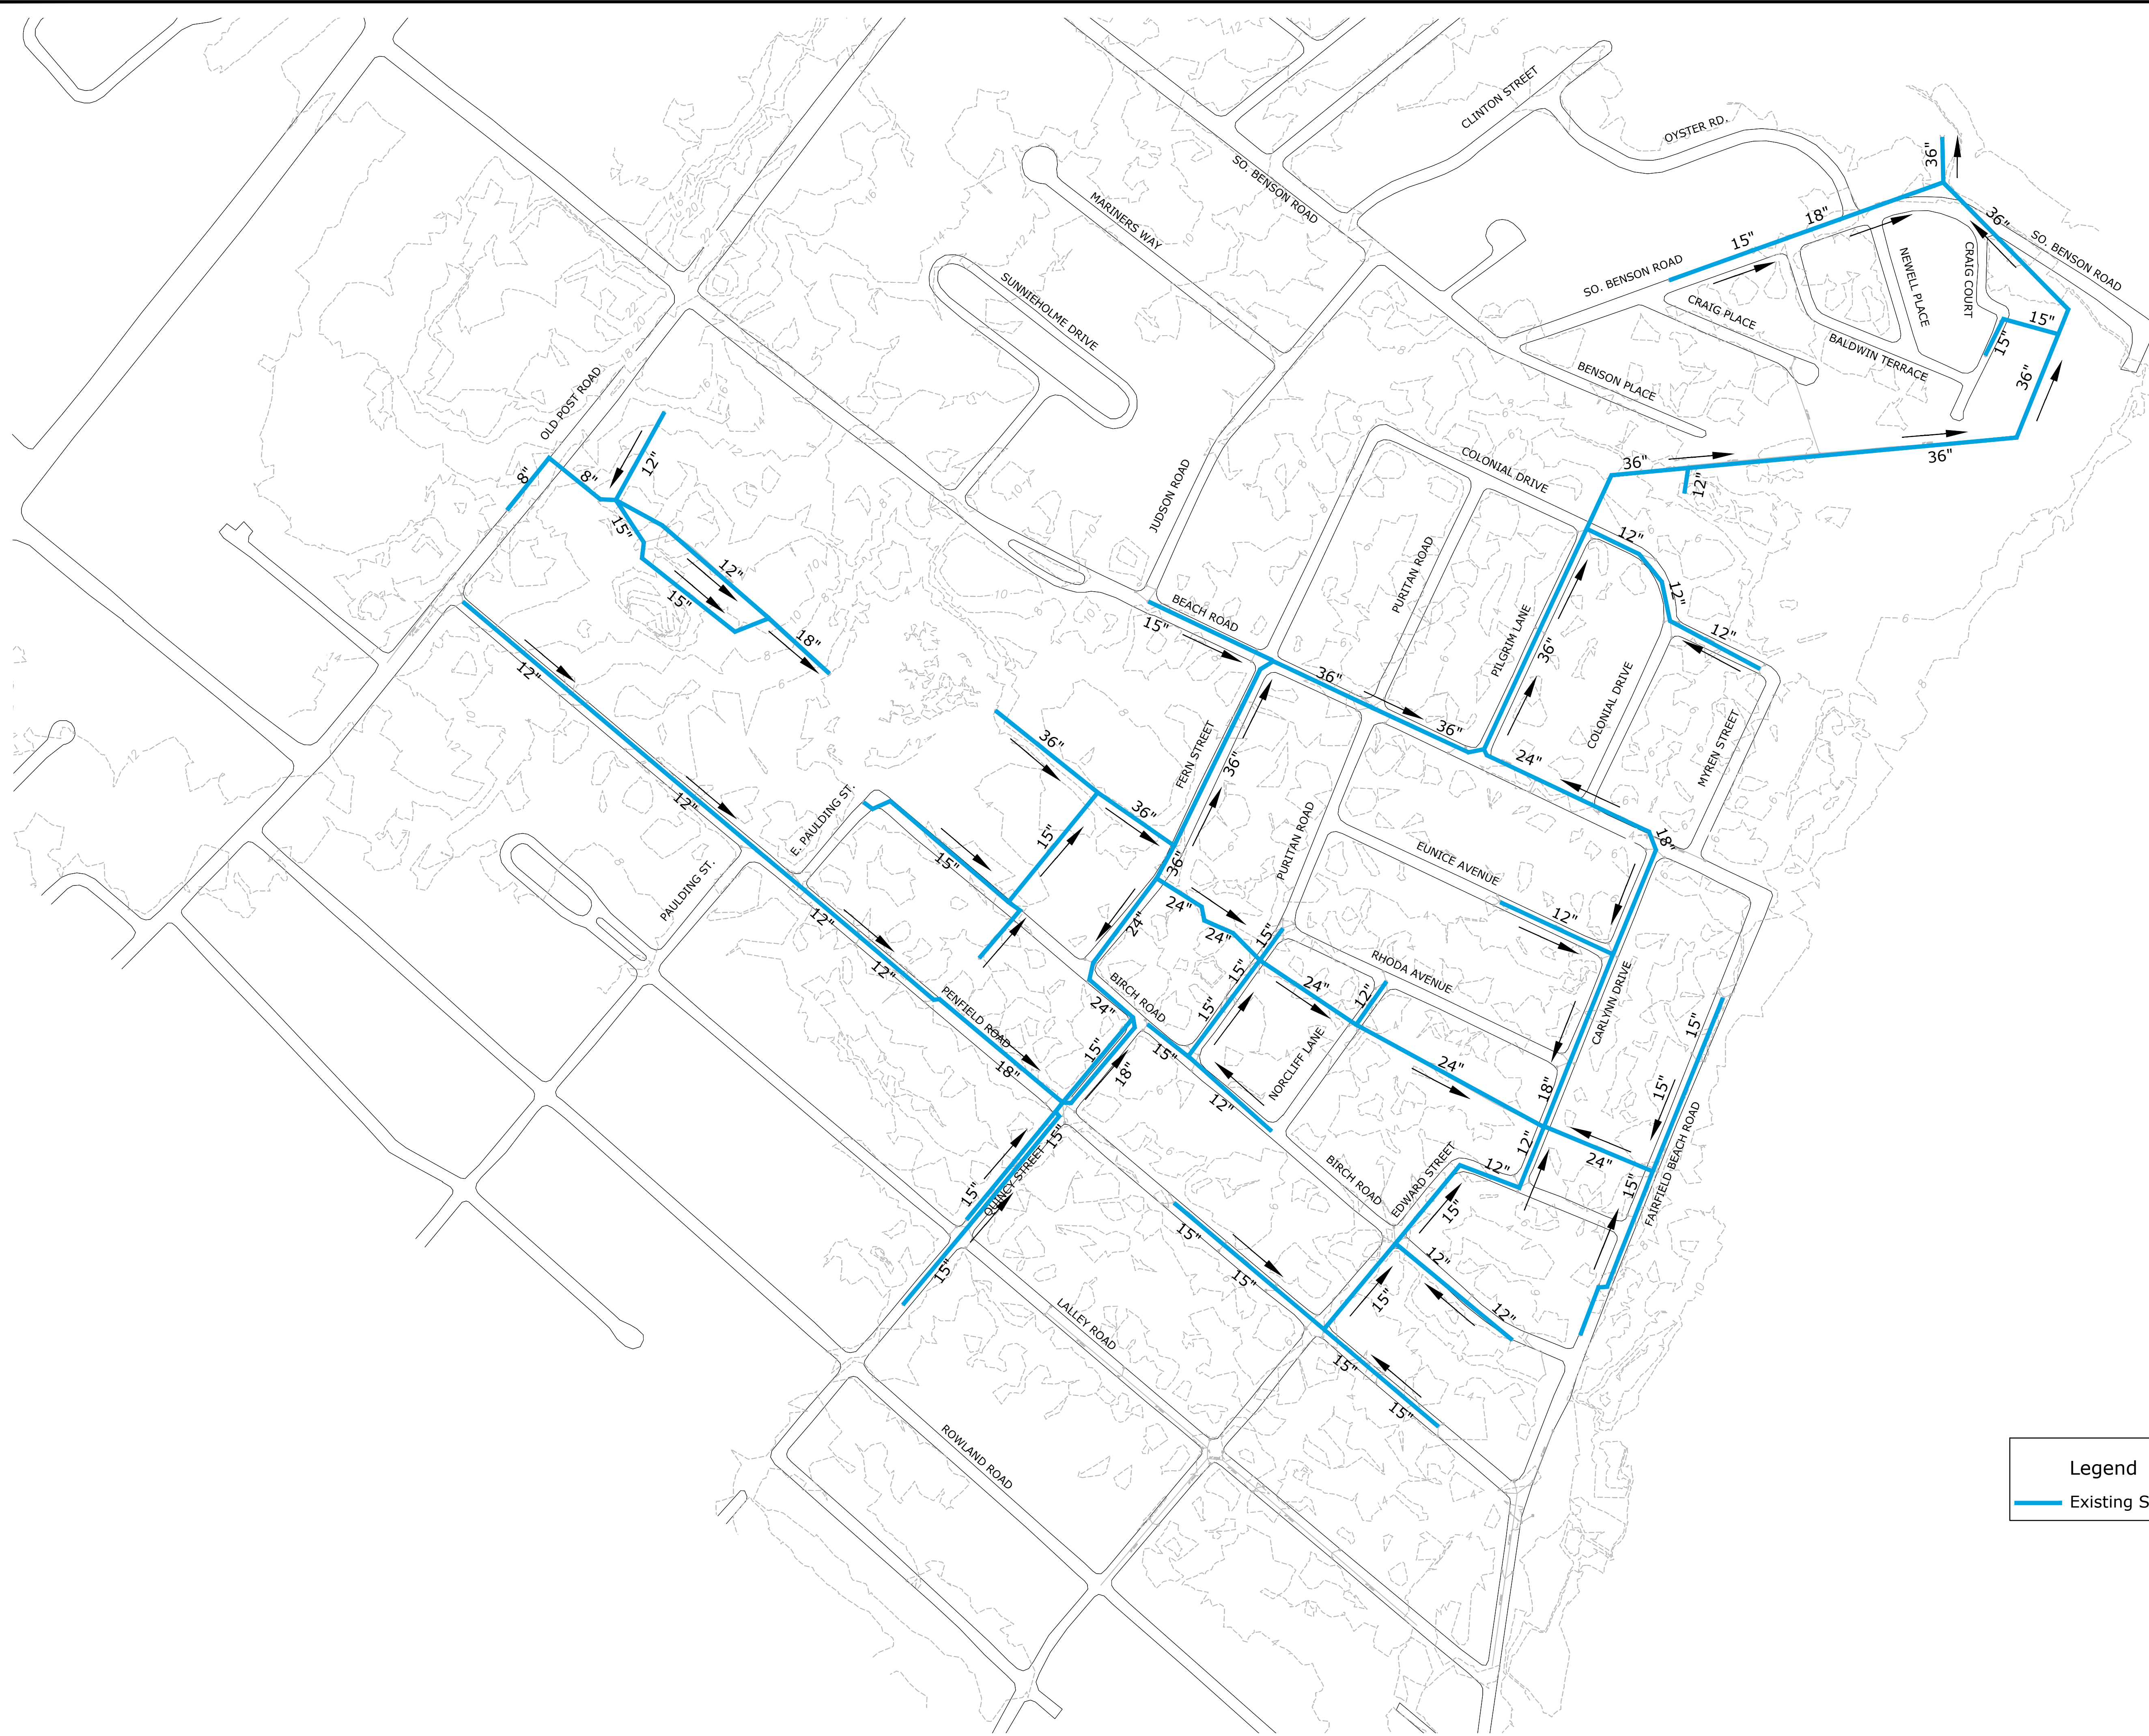 CLINTON STREET
OYSTER RD.
SO. BENSON ROAD
MARINERS WAY
SUNNIEHOLME DRIVE
36"
36"
18"
15"
SO. BENSON ROAD
SO. BENSON ROAD
NEWELL PLACE
CRAIG COURT
CRAIG PLACE
BALDWIN TERRACE
BENSON PLACE
15"
15"
36"
36"
36"
12"
OLD POST ROAD
8"
8"
12"
15"
12"
15"
18"
JUDSON ROAD
COLONIAL DRIVE
PURITAN ROAD
PILGRIM LANE
12"
12"
12"
BEACH ROAD
15"
36"
36"
36"
COLONIAL DRIVE
MYREN STREET
24"
18"
12"
12"
12"
12"
E. PAULDING ST.
PAULDING ST.
15"
36"
36"
15"
FERN STREET
36"
36"
PURITAN ROAD
EUNICE AVENUE
12"
24"
24"
24"
15"
15"
15"
RHODA AVENUE
24"
12"
CARLYNN DRIVE
BIRCH ROAD
24"
PENFIELD ROAD
18"
15"
18"
15"
12"
NORCLIFF LANE
24"
18"
15"
15"
FAIRFIELD BEACH ROAD
15"
24"
12"
12"
EDWARD STREET
BIRCH ROAD
15"
15"
QUINCY STREET
15"
15"
15"
15"
12"
12"
15"
15"
15"
LALLEY ROAD
ROWLAND ROAD
Legend
Existing S